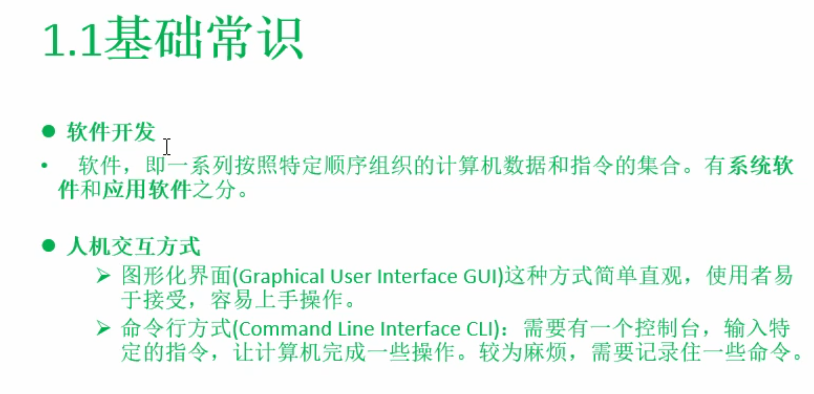 1.1基础常识
● 软件开发
• 软件，即一系列按照特定顺序组织的计算机数据和指令的集合。有系统软
件和应用软件之分。
● 人机交互方式
➢ 图形化界面(Graphical User Interface GUI)这种方式简单直观，使用者易
于接受，容易上手操作。
➢ 命令行方式(Command Line Interface CLI)：需要有一个控制台，输入特
定的指令，让计算机完成一些操作。较为麻烦，需要记录住一些命令。